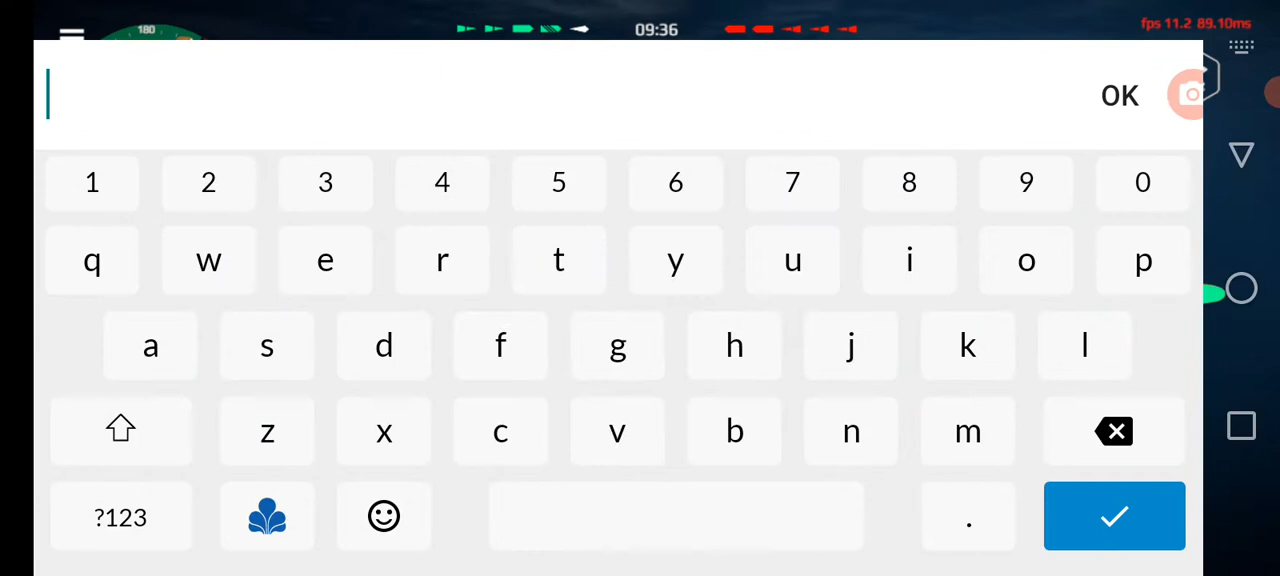 180
09:36
fps 11.2 89.10ms
OK
1 2 3 4 5 6 7 8 9 0
q w e r t y u i o p
a s d f g h j k l
z x c v b n m
?123 .